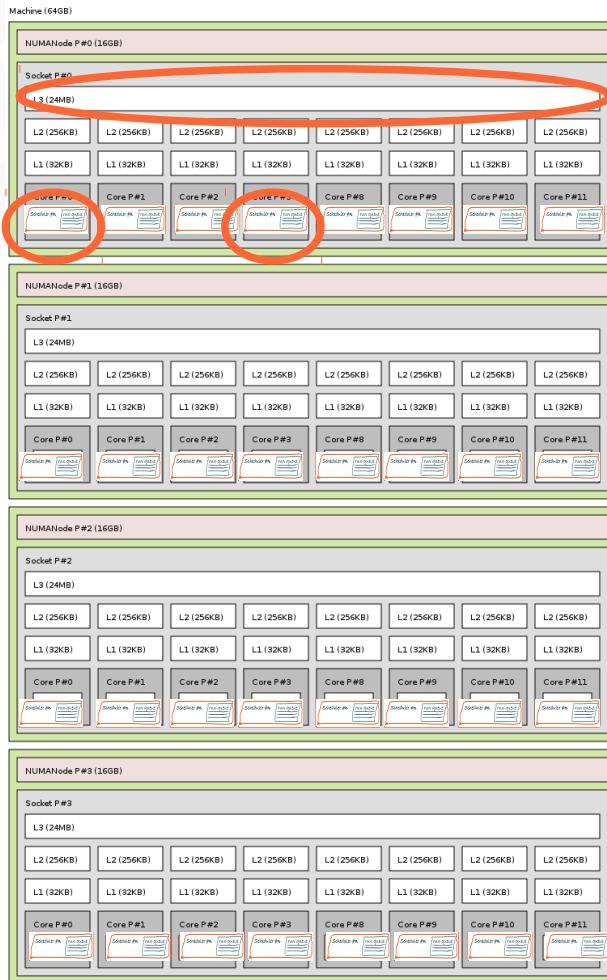 Machine (64GB)
NUMANode P#0 (16GB)
Socket P#0
L3 (24MB)
L2 (256KB) L2 (256KB) L2 (256KB) L2 (256KB) L2 (256KB) L2 (256KB) L2 (256KB) L2 (256KB)
L1 (32KB) L1 (32KB) L1 (32KB) L1 (32KB) L1 (32KB) L1 (32KB) L1 (32KB) L1 (32KB)
Core P#0 Core P#1 Core P#2 Core P#3 Core P#8 Core P#9 Core P#10 Core P#11
NUMANode P#1 (16GB)
Socket P#1
L3 (24MB)
L2 (256KB) L2 (256KB) L2 (256KB) L2 (256KB) L2 (256KB) L2 (256KB) L2 (256KB) L2 (256KB)
L1 (32KB) L1 (32KB) L1 (32KB) L1 (32KB) L1 (32KB) L1 (32KB) L1 (32KB) L1 (32KB)
Core P#0 Core P#1 Core P#2 Core P#3 Core P#8 Core P#9 Core P#10 Core P#11
NUMANode P#2 (16GB)
Socket P#2
L3 (24MB)
L2 (256KB) L2 (256KB) L2 (256KB) L2 (256KB) L2 (256KB) L2 (256KB) L2 (256KB) L2 (256KB)
L1 (32KB) L1 (32KB) L1 (32KB) L1 (32KB) L1 (32KB) L1 (32KB) L1 (32KB) L1 (32KB)
Core P#0 Core P#1 Core P#2 Core P#3 Core P#8 Core P#9 Core P#10 Core P#11
NUMANode P#3 (16GB)
Socket P#3
L3 (24MB)
L2 (256KB) L2 (256KB) L2 (256KB) L2 (256KB) L2 (256KB) L2 (256KB) L2 (256KB) L2 (256KB)
L1 (32KB) L1 (32KB) L1 (32KB) L1 (32KB) L1 (32KB) L1 (32KB) L1 (32KB) L1 (32KB)
Core P#0 Core P#1 Core P#2 Core P#3 Core P#8 Core P#9 Core P#10 Core P#11